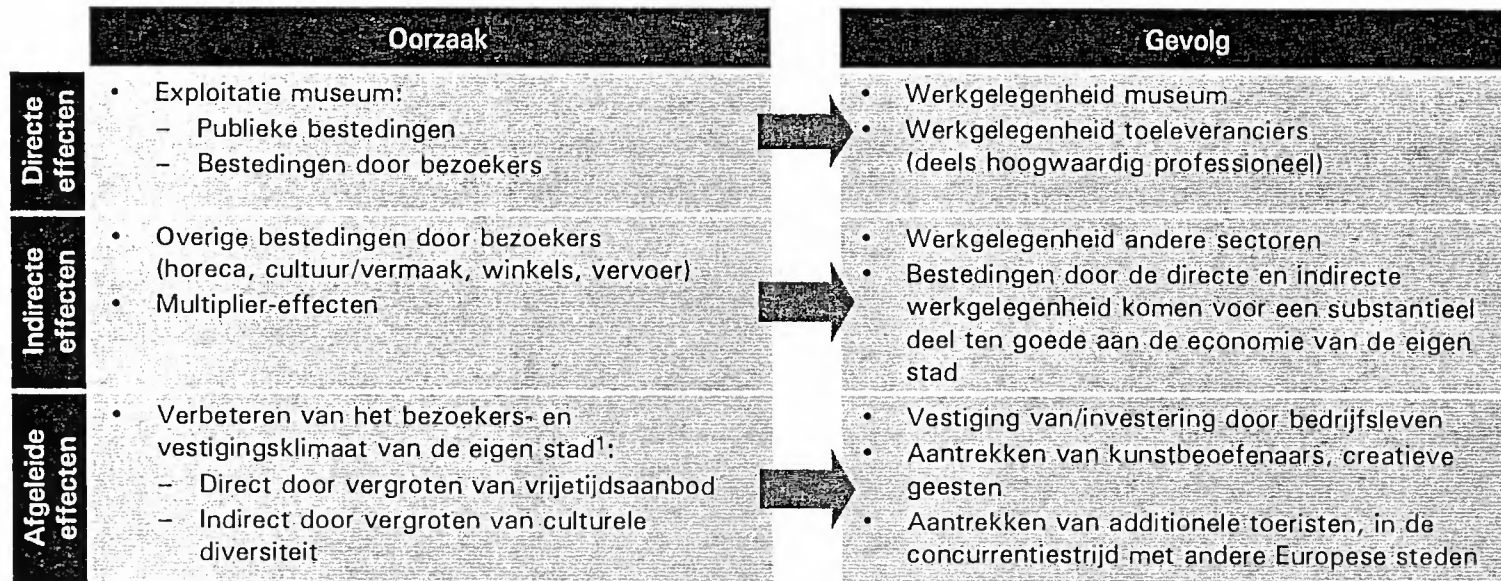 Oorzaak
Gevolg
Directe
effecten
• Exploitatie museum:
– Publieke bestedingen
– Bestedingen door bezoekers
• Werkgelegenheid museum
• Werkgelegenheid toeleveranciers
(deels hoogwaardig professioneel)
Indirecte
effecten
• Overige bestedingen door bezoekers
(horeca, cultuur/vermaak, winkels, vervoer)
• Multiplier-effecten
• Werkgelegenheid andere sectoren
• Bestedingen door de directe en indirecte
werkgelegenheid komen voor een substantieel
deel ten goede aan de economie van de eigen
stad
Afgeleide
effecten
• Verbeteren van het bezoekers- en
vestigingsklimaat van de eigen stad¹:
– Direct door vergroten van vrijetijdsaanbod
– Indirect door vergroten van culturele
diversiteit
• Vestiging van/investering door bedrijfsleven
• Aantrekken van kunstbeoefenaars, creatieve
geesten
• Aantrekken van additionele toeristen, in de
concurrentiestrijd met andere Europese steden